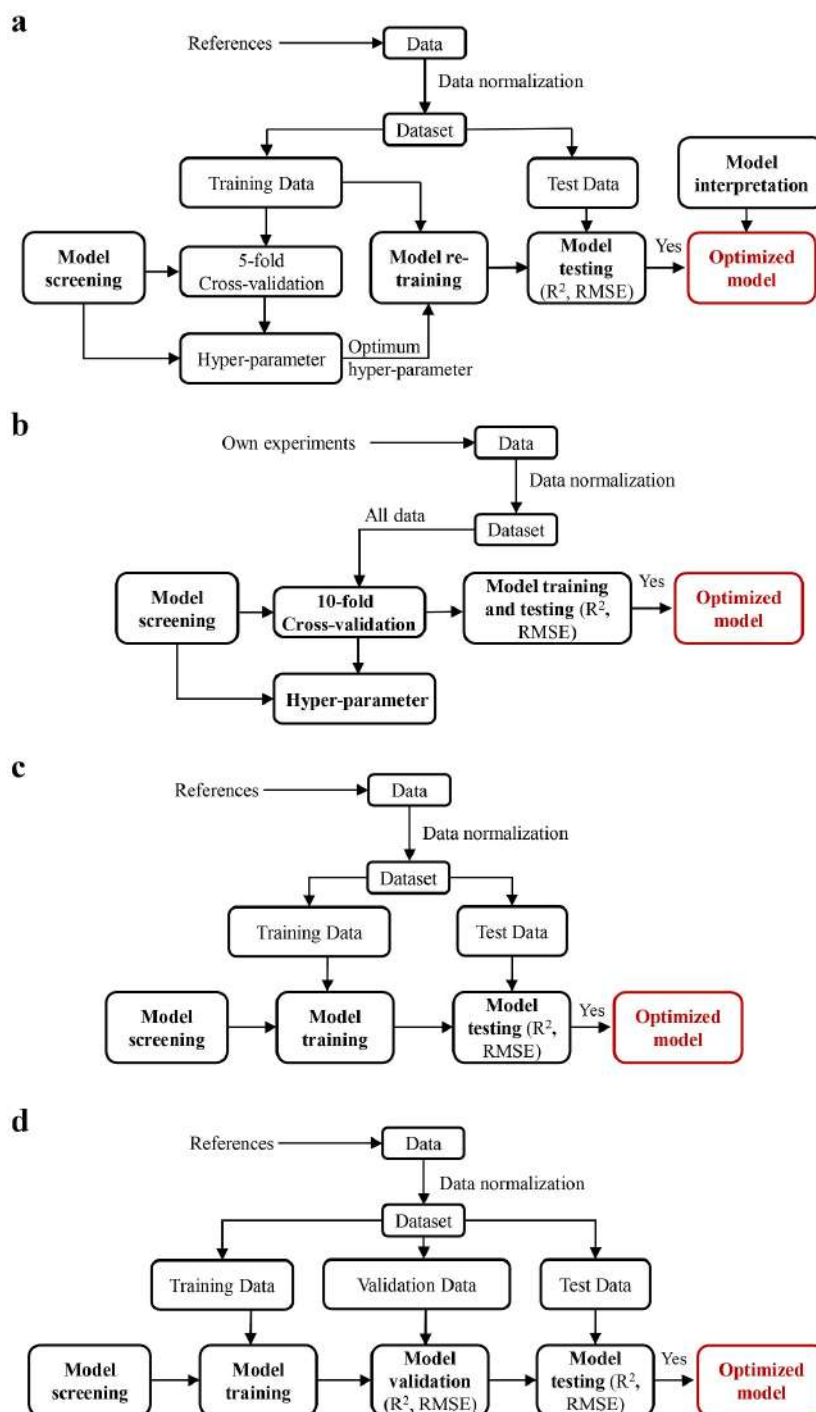 a
References
Data
Data normalization
Dataset
Training Data
Test Data
Model
interpretation
Model
screening
5-fold
Cross-validation
Model re-
training
Model
testing
(R², RMSE)
Yes
Optimized
model
Hyper-parameter
Optimum
hyper-parameter
b
Own experiments
Data
Data normalization
All data
Dataset
Model
screening
10-fold
Cross-validation
Model training
and testing (R²,
RMSE)
Yes
Optimized
model
Hyper-parameter
c
References
Data
Data normalization
Dataset
Training Data
Test Data
Model
screening
Model
training
Model
testing (R²,
RMSE)
Yes
Optimized
model
d
References
Data
Data normalization
Dataset
Training Data
Validation Data
Test Data
Model
screening
Model
training
Model
validation
(R², RMSE)
Model
testing (R²,
RMSE)
Yes
Optimized
model